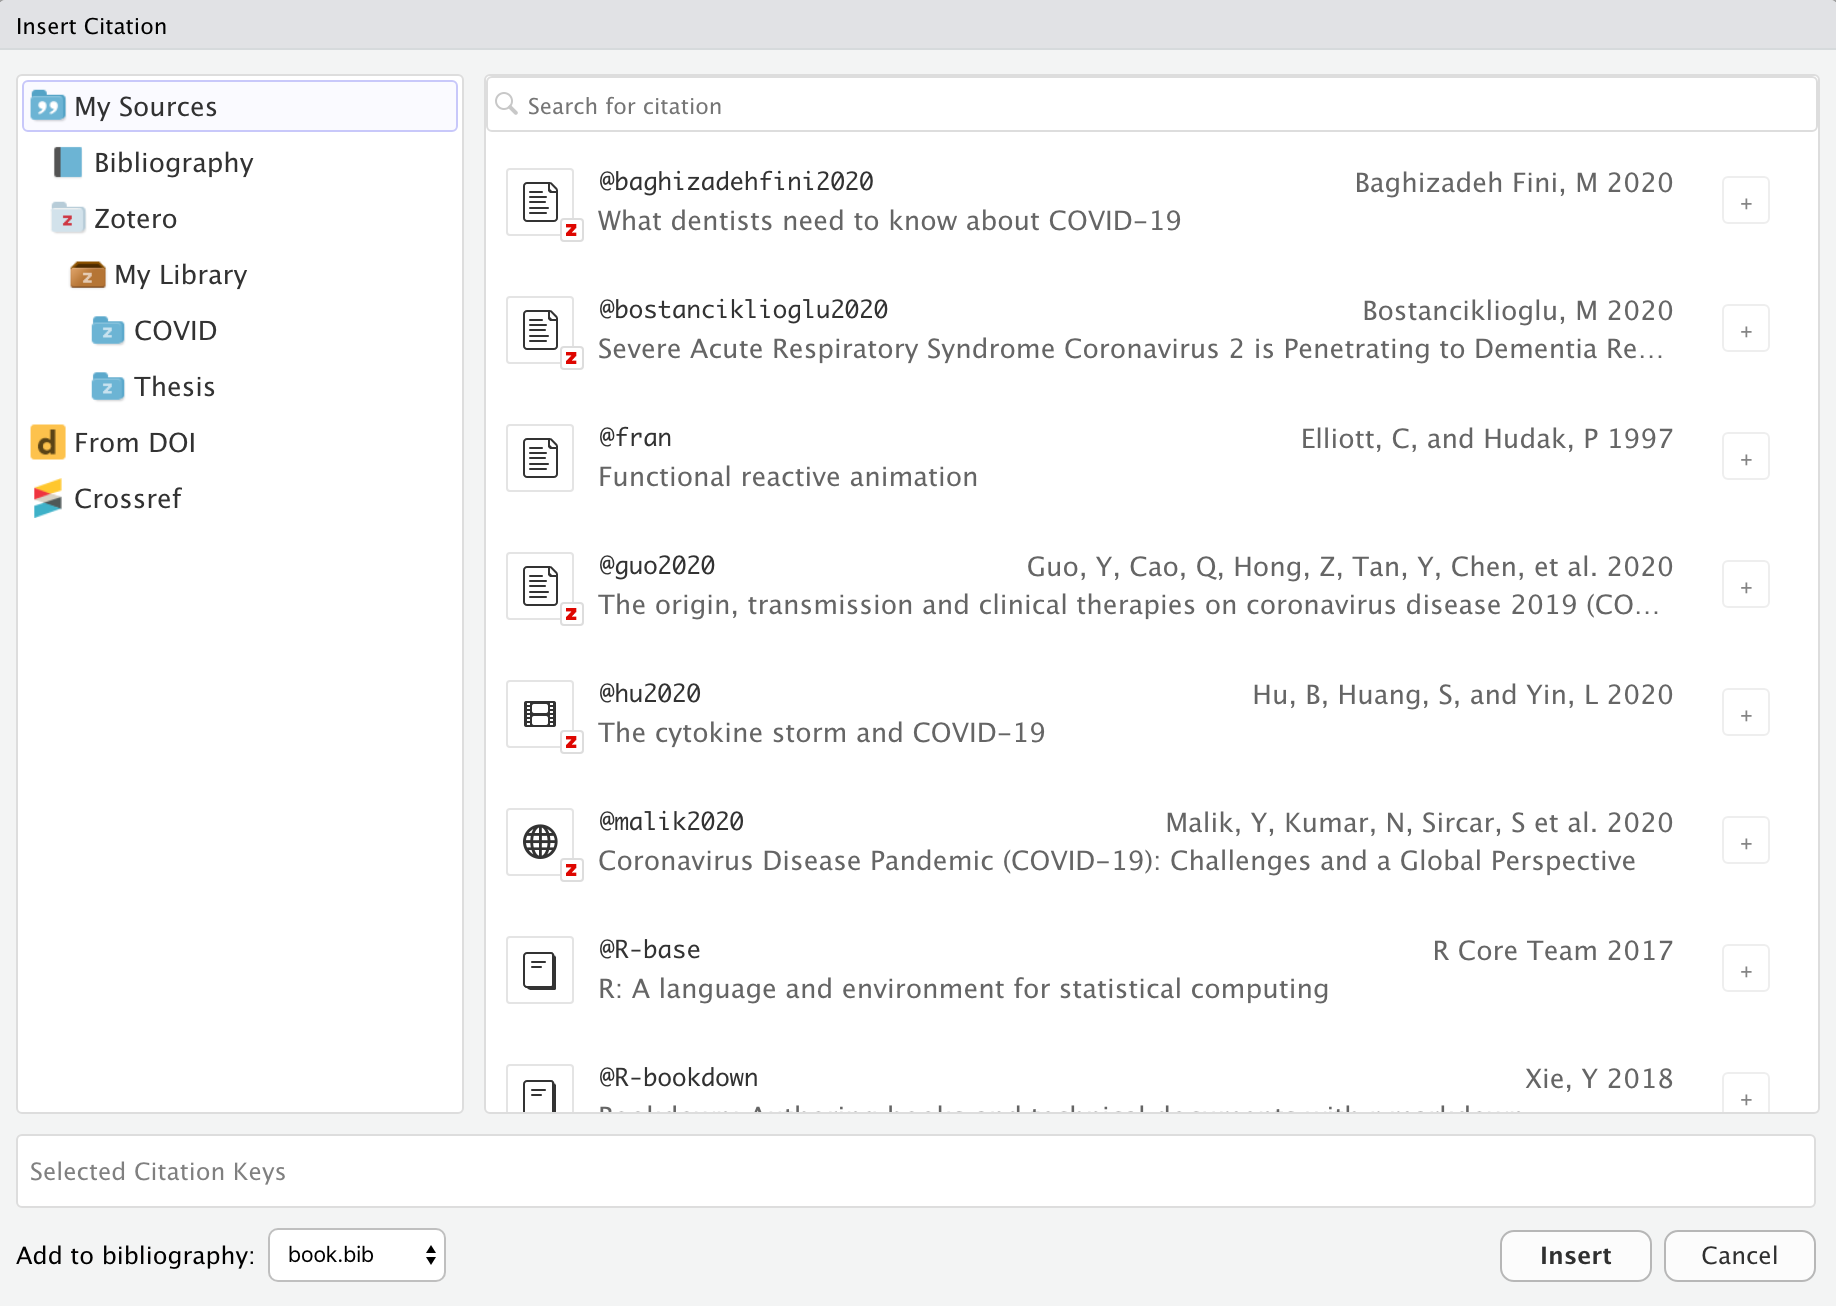 Insert Citation
My Sources
Bibliography
Zotero
My Library
COVID
Thesis
From DOI
Crossref
Search for citation
@baghizadehfini2020 Baghizadeh Fini, M 2020
What dentists need to know about COVID-19
@bostanciklioglu2020 Bostanciklioglu, M 2020
Severe Acute Respiratory Syndrome Coronavirus 2 is Penetrating to Dementia Re...
@fran Elliott, C, and Hudak, P 1997
Functional reactive animation
@guo2020 Guo, Y, Cao, Q, Hong, Z, Tan, Y, Chen, et al. 2020
The origin, transmission and clinical therapies on coronavirus disease 2019 (CO...
@hu2020 Hu, B, Huang, S, and Yin, L 2020
The cytokine storm and COVID-19
@malik2020 Malik, Y, Kumar, N, Sircar, S et al. 2020
Coronavirus Disease Pandemic (COVID-19): Challenges and a Global Perspective
@R-base R Core Team 2017
R: A language and environment for statistical computing
@R-bookdown Xie, Y 2018
Selected Citation Keys
Add to bibliography: book.bib
Insert Cancel